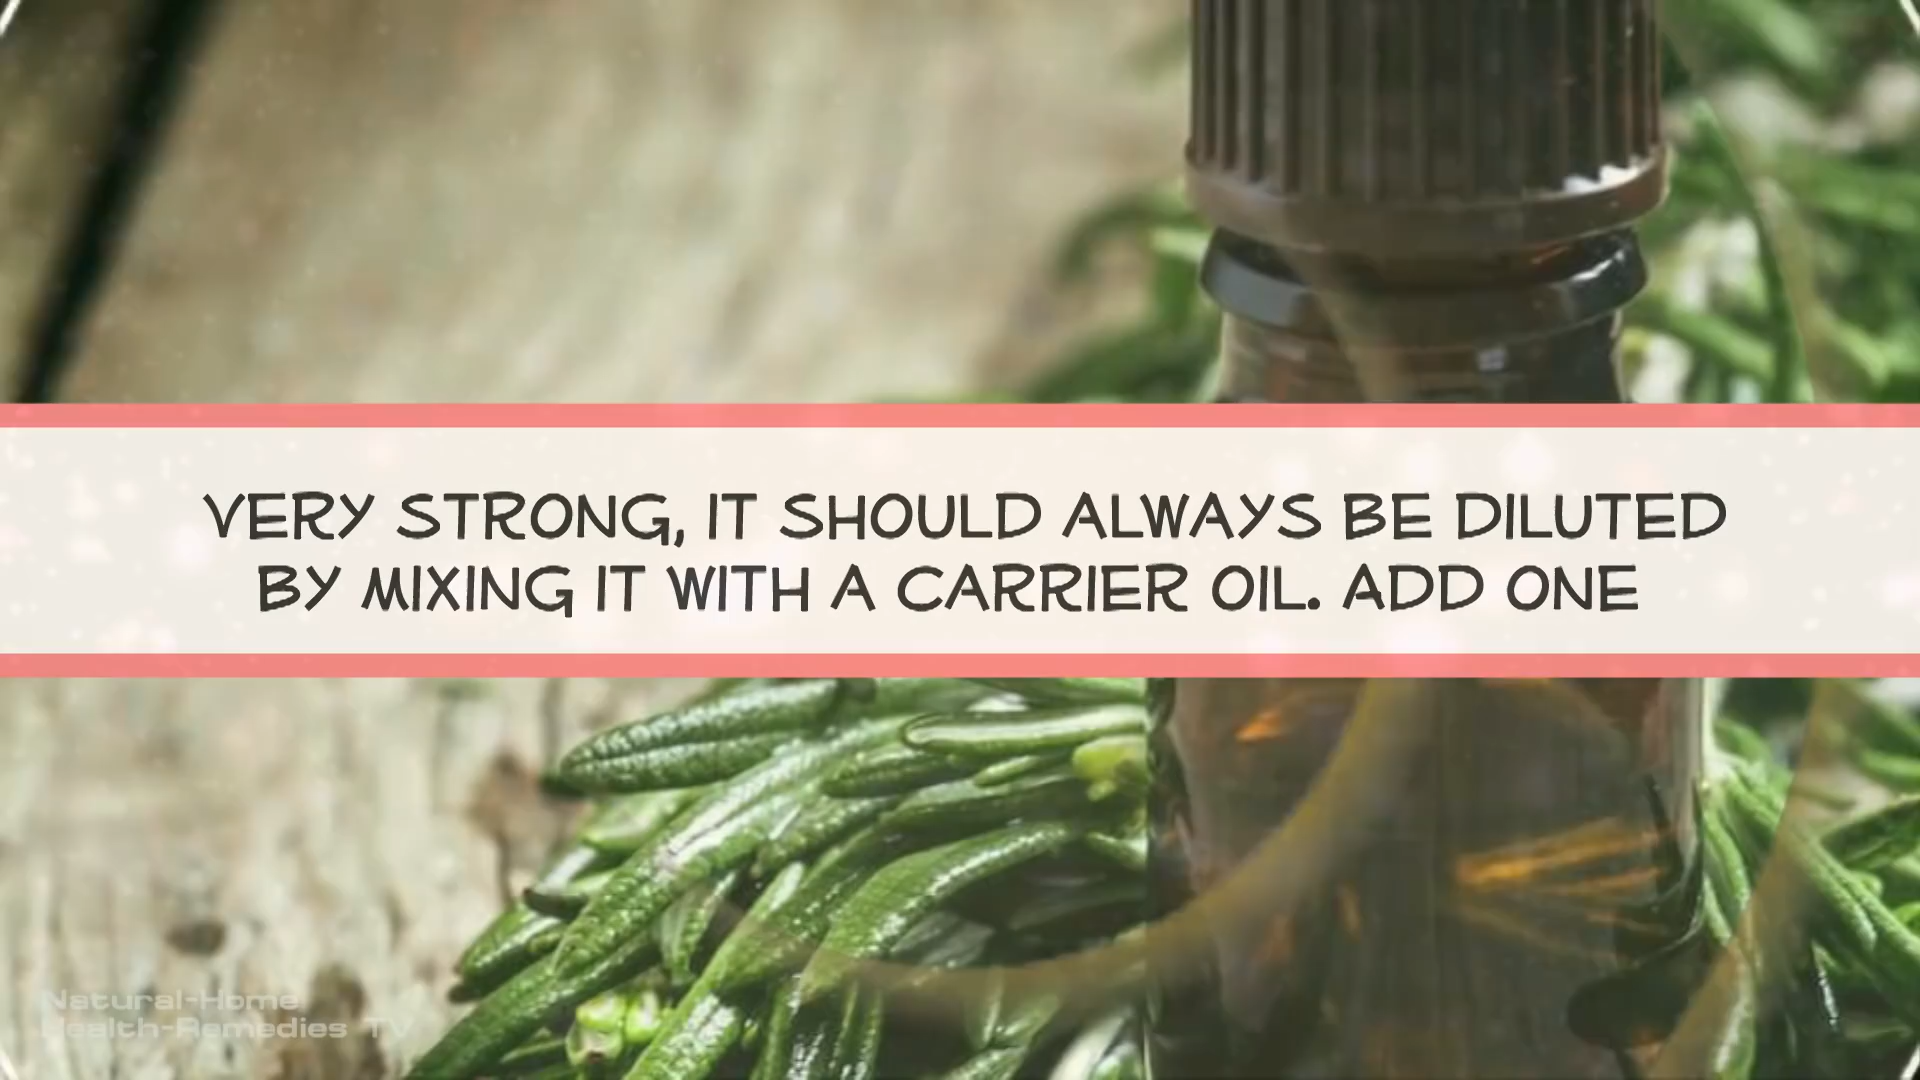 VERY STRONG, IT SHOULD ALWAYS BE DILUTED
BY MIXING IT WITH A CARRIER OIL. ADD ONE
Natural-Home
Health-Remedies TV